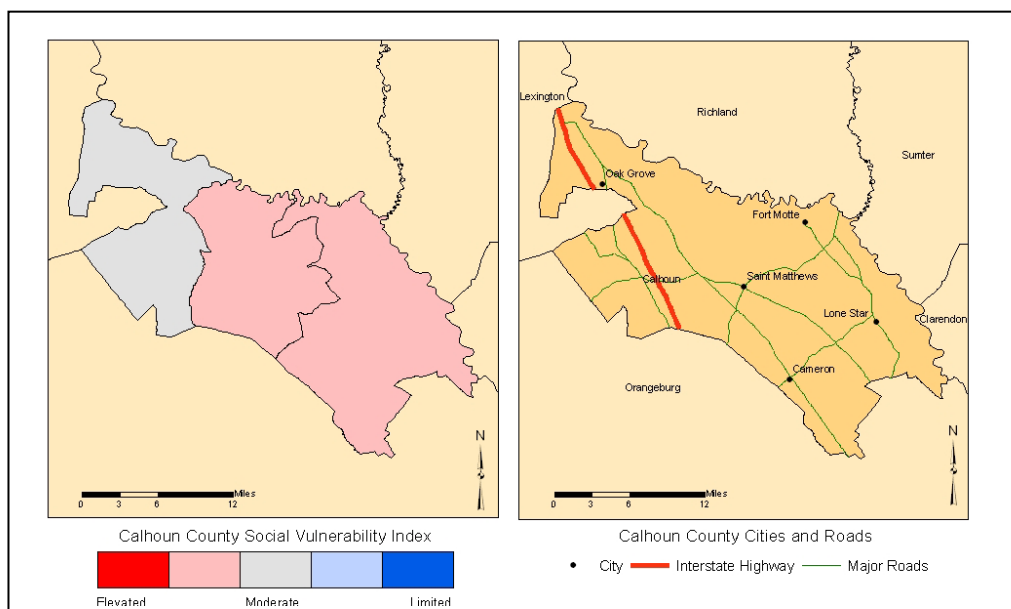 N
Miles
0 3 6 12
Calhoun County Social Vulnerability Index
Elevated Moderate Limited
Lexington
Richland
Sumter
Oak Grove
Fort Motte
Calhoun
Saint Matthews
Lone Star
Clarendon
Cameron
Orangeburg
N
Miles
0 3 6 12
Calhoun County Cities and Roads
City Interstate Highway Major Roads